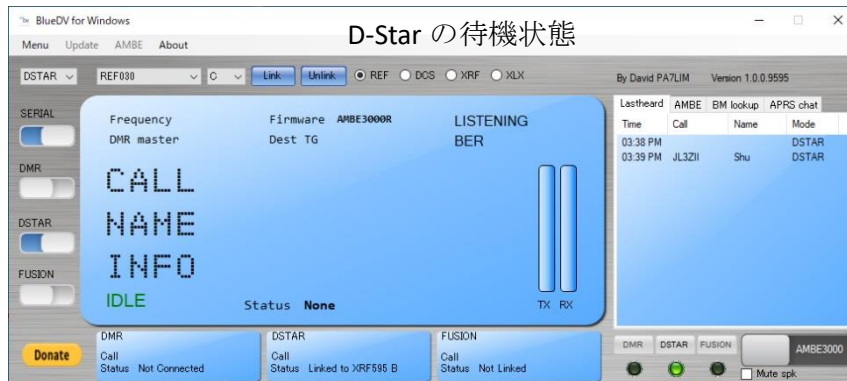 BlueDV for Windows
D-Star の待機状態
Menu Update AMBE About
DSTAR REF030 C Link Unlink REF DCS XRF XLX
By David PA7LIM Version 1.0.0.9595
SERIAL
DMR
DSTAR
FUSION
Donate
Frequency Firmware AMBE3000R LISTENING
DMR master Dest TG BER
CALL
NAME
INFO
IDLE Status None TX RX
Lastheard AMBE BM lookup APRS chat
Time Call Name Mode
03:38 PM DSTAR
03:39 PM JL3ZII Shu DSTAR
DMR
Call
Status Not Connected
DSTAR
Call
Status Linked to XRF595 B
FUSION
Call
Status Not Linked
DMR DSTAR FUSION AMBE3000
Mute spk